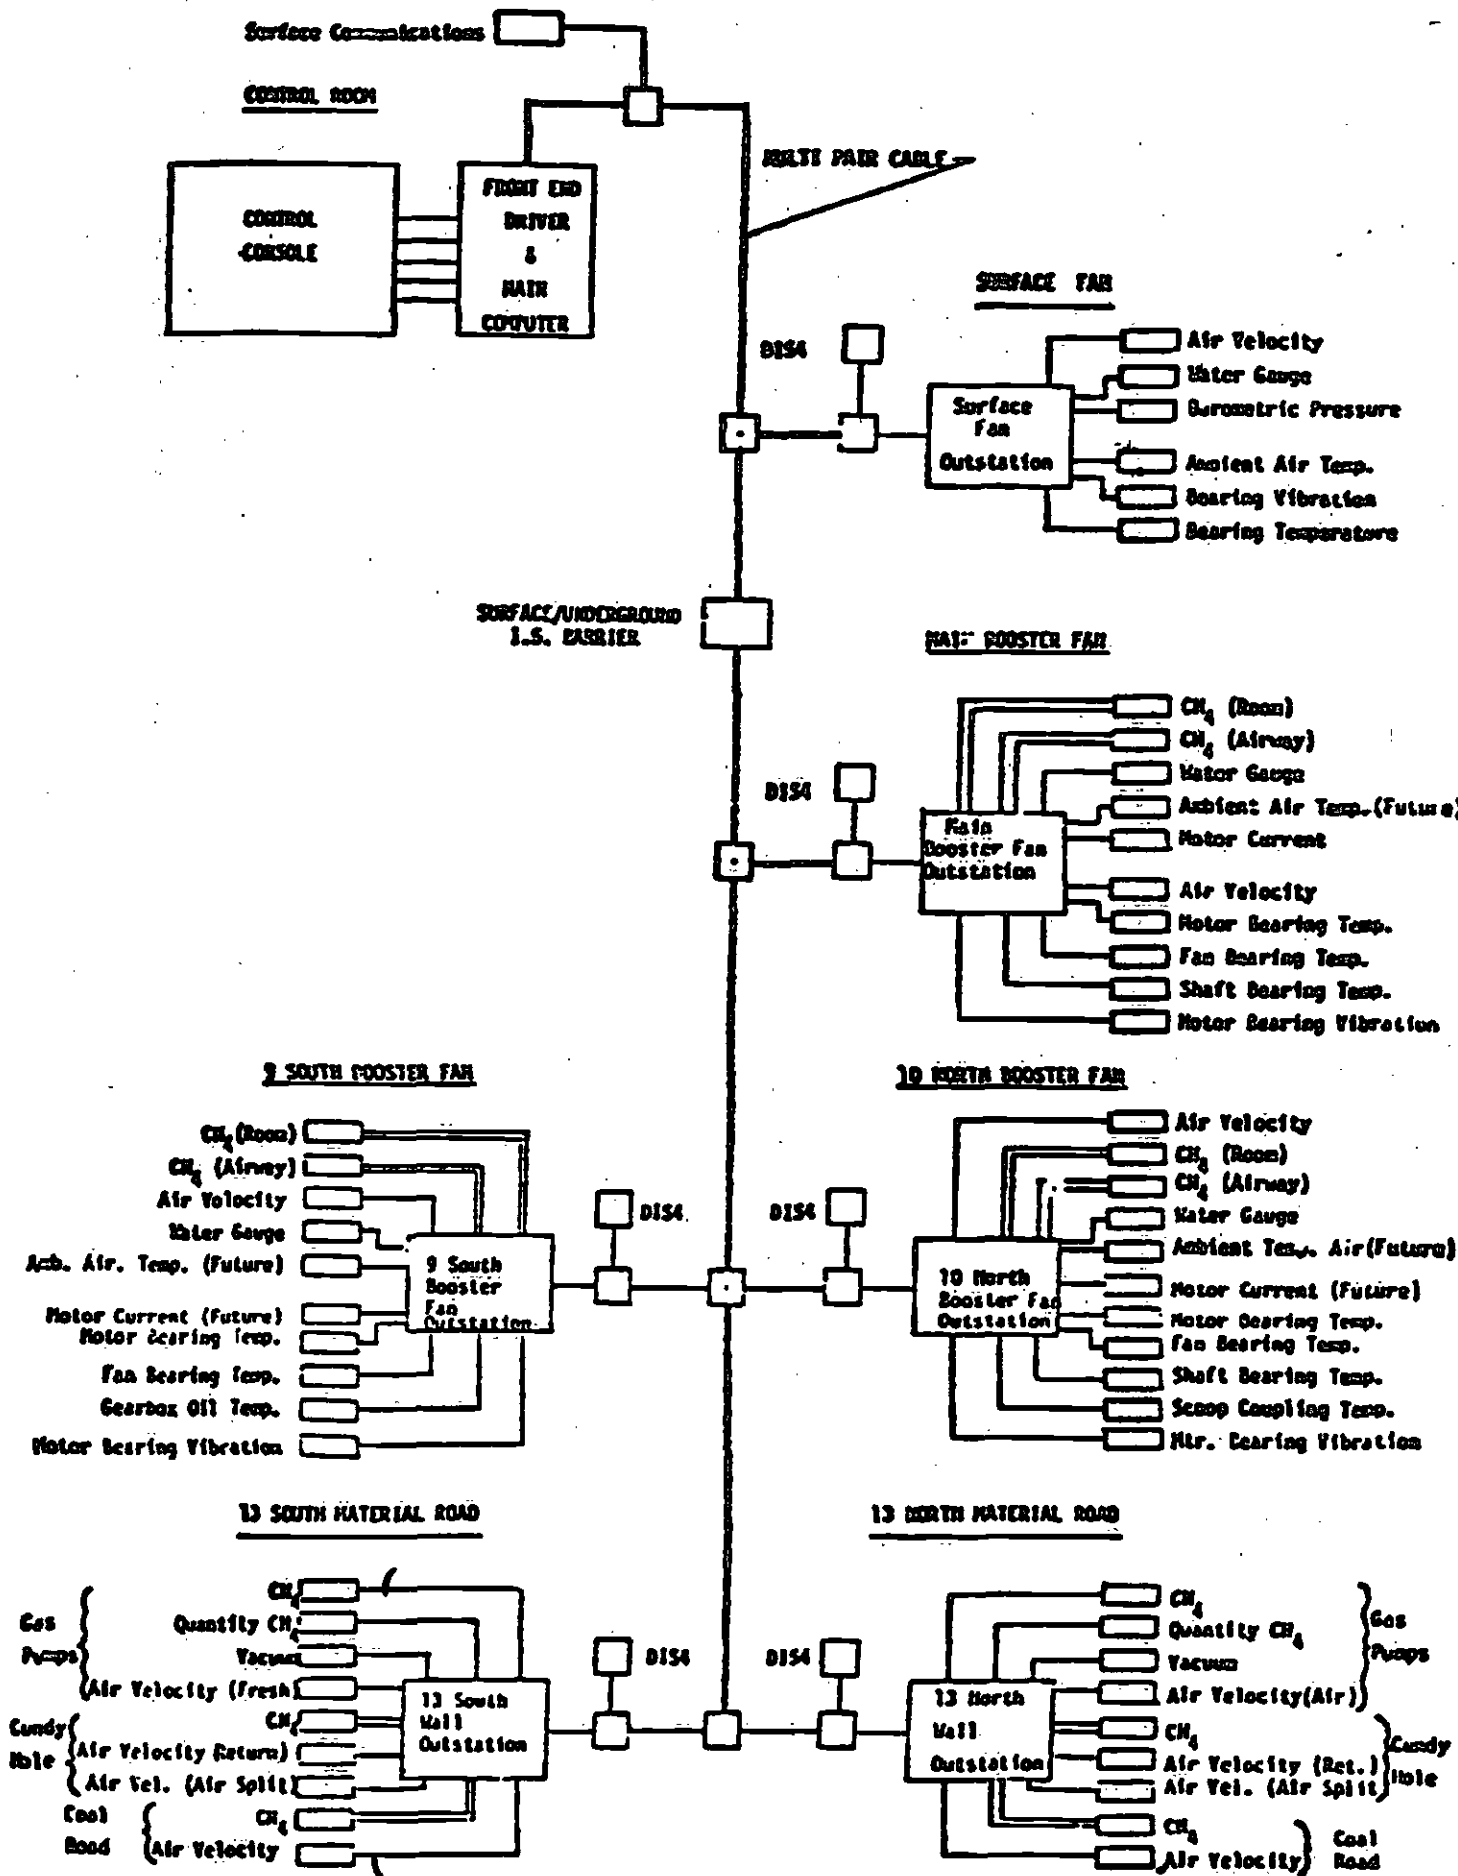 Surface Communications
CONTROL ROOM
MULTI PAIR CABLE
CONTROL
CONSOLE
FRONT END
DRIVER
&
MAIN
COMPUTER
SURFACE FAN
DIS4
Surface
Fan
Outstation
Air Velocity
Water Gauge
Barometric Pressure
Ambient Air Temp.
Bearing Vibration
Bearing Temperature
SURFACE/UNDERGROUND
I.S. BARRIER
MAIN BOOSTER FAN
DIS4
Main
Booster Fan
Outstation
CH4 (Room)
CH4 (Airway)
Water Gauge
Ambient Air Temp.(Future)
Motor Current
Air Velocity
Motor Bearing Temp.
Fan Bearing Temp.
Shaft Bearing Temp.
Motor Bearing Vibration
9 SOUTH BOOSTER FAN
CH4(Room)
CH4 (Airway)
Air Velocity
Water Gauge
Amb. Air. Temp. (Future)
Motor Current (Future)
Motor Bearing Temp.
Fan Bearing Temp.
Gearbox Oil Temp.
Motor Bearing Vibration
9 South
Booster
Fan
Outstation
DIS4
10 NORTH BOOSTER FAN
DIS4
10 North
Booster Fan
Outstation
Air Velocity
CH4 (Room)
CH4 (Airway)
Water Gauge
Ambient Temp. Air(Future)
Motor Current (Future)
Motor Bearing Temp.
Fan Bearing Temp.
Shaft Bearing Temp.
Scoop Coupling Temp.
Mtr. Bearing Vibration
13 SOUTH MATERIAL ROAD
Gas
Pumps
CH4
Quantity CH4
Vacuum
Air Velocity (Fresh)
Cundy
Hole
CH4
Air Velocity Return)
Air Vel. (Air Split)
Coal
Road
CH4
Air Velocity
13 South
Wall
Outstation
DIS4
13 NORTH MATERIAL ROAD
DIS4
13 North
Wall
Outstation
CH4
Quantity CH4
Vacuum
Air Velocity(Air)
Gas
Pumps
CH4
Air Velocity (Ret.)
Air Vel. (Air Split
Cundy
Hole
CH4
Air Velocity
Coal
Road